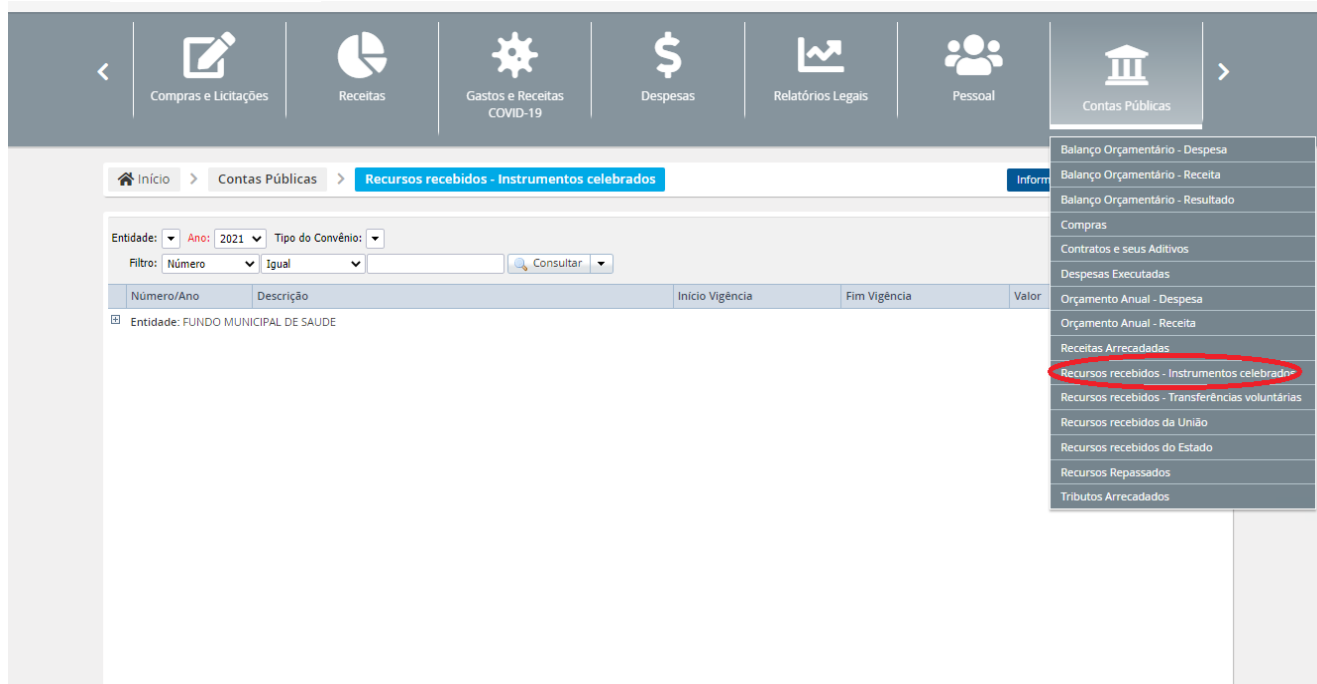 Compras e Licitações
Receitas
Gastos e Receitas
COVID-19
Despesas
Relatórios Legais
Pessoal
Contas Públicas
Início > Contas Públicas > Recursos recebidos - Instrumentos celebrados
Inform
Entidade: Ano: 2021 Tipo do Convênio:
Filtro: Número Igual Consultar
Número/Ano Descrição Início Vigência Fim Vigência Valor
Entidade: FUNDO MUNICIPAL DE SAUDE
Balanço Orçamentário - Despesa
Balanço Orçamentário - Receita
Balanço Orçamentário - Resultado
Compras
Contratos e seus Aditivos
Despesas Executadas
Orçamento Anual - Despesa
Orçamento Anual - Receita
Receitas Arrecadadas
Recursos recebidos - Instrumentos celebrados
Recursos recebidos - Transferências voluntárias
Recursos recebidos da União
Recursos recebidos do Estado
Recursos Repassados
Tributos Arrecadados